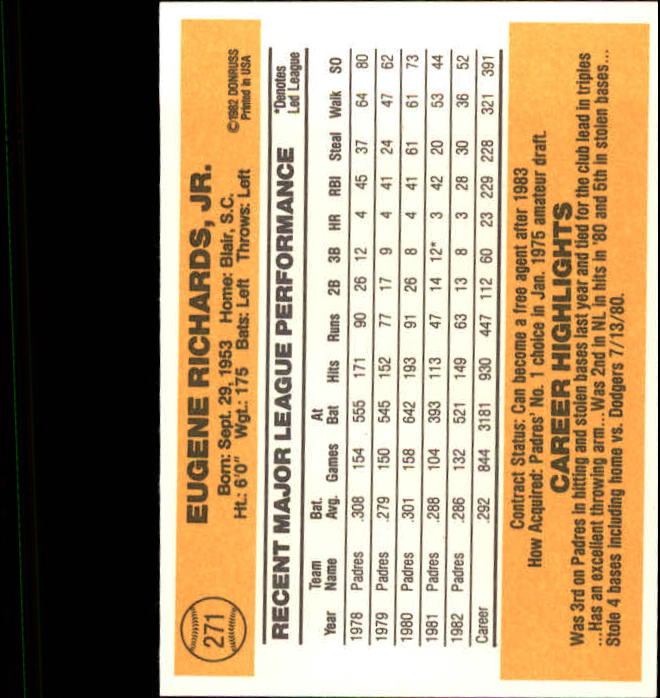 271
EUGENE RICHARDS, JR.
Born: Sept. 29, 1953 Home: Blair, S.C.
Ht.: 6'0" Wgt.: 175 Bats: Left Throws: Left
©1982 DONRUSS
Printed in USA
RECENT MAJOR LEAGUE PERFORMANCE
*Denotes
Led League
Team Bat. At
Year Name Avg. Games Bat Hits Runs 2B 3B HR RBI Steal Walk SO
1978 Padres .308 154 555 171 90 26 12 4 45 37 64 80
1979 Padres .279 150 545 152 77 17 9 4 41 24 47 62
1980 Padres .301 158 642 193 91 26 8 4 41 61 61 73
1981 Padres .288 104 393 113 47 14 12* 3 42 20 53 44
1982 Padres .286 132 521 149 63 13 8 3 28 30 36 52
Career .292 844 3181 930 447 112 60 23 229 228 321 391
Contract Status: Can become a free agent after 1983
How Acquired: Padres' No. 1 choice in Jan. 1975 amateur draft.
CAREER HIGHLIGHTS
Was 3rd on Padres in hitting and stolen bases last year and tied for the club lead in triples
...Has an excellent throwing arm...Was 2nd in NL in hits in '80 and 5th in stolen bases...
Stole 4 bases including home vs. Dodgers 7/13/80.